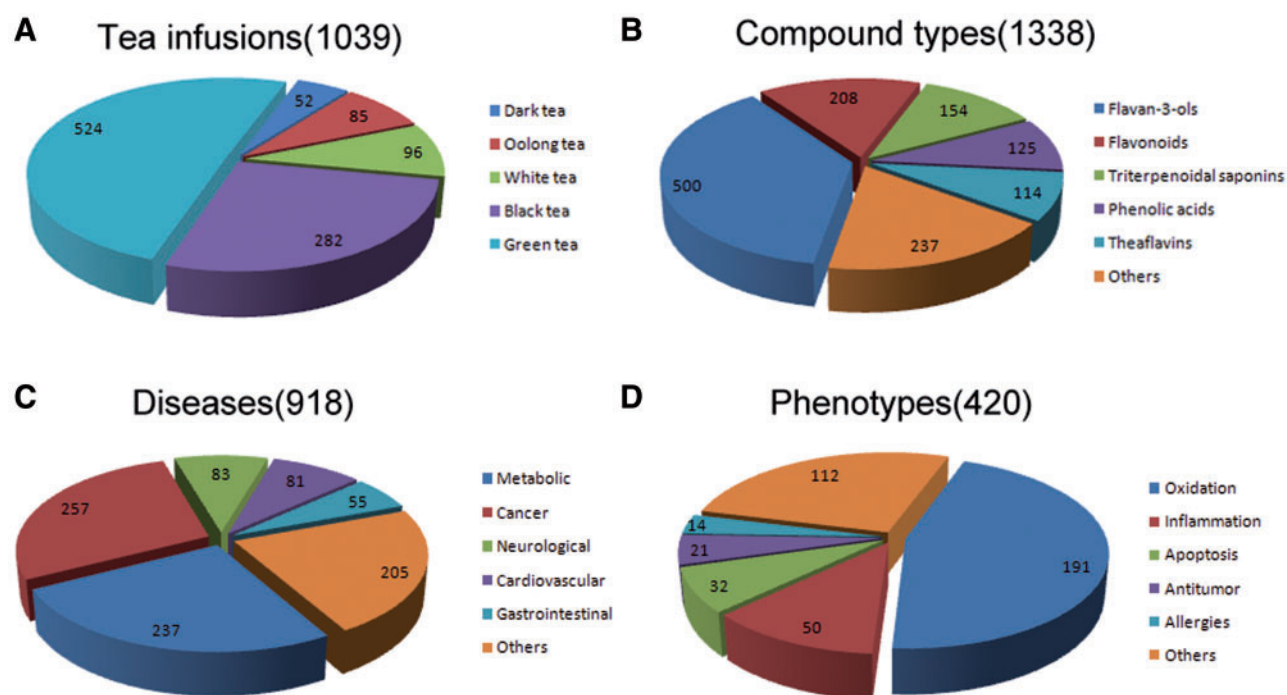 A
Tea infusions(1039)
52
85
96
282
524
Dark tea
Oolong tea
White tea
Black tea
Green tea
B
Compound types(1338)
208
154
125
114
237
500
Flavan-3-ols
Flavonoids
Triterpenoidal saponins
Phenolic acids
Theaflavins
Others
C
Diseases(918)
83
81
55
205
237
257
Metabolic
Cancer
Neurological
Cardiovascular
Gastrointestinal
Others
D
Phenotypes(420)
112
14
21
32
50
191
Oxidation
Inflammation
Apoptosis
Antitumor
Allergies
Others